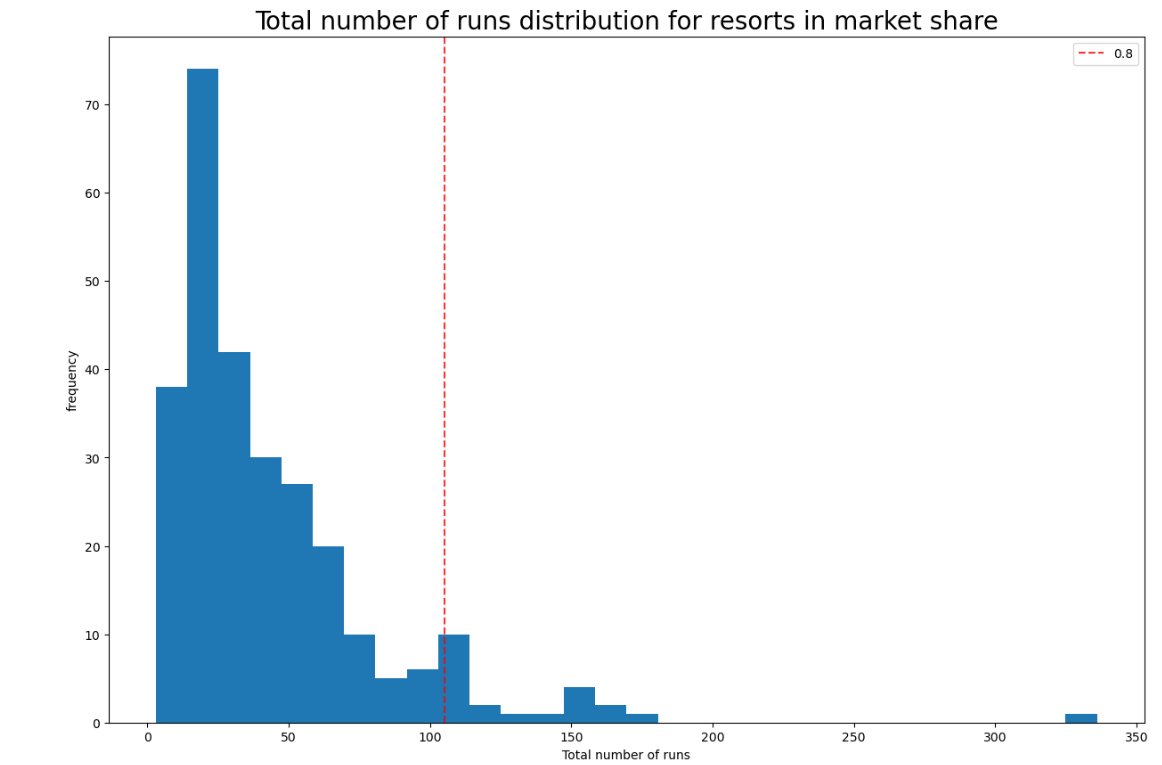 Total number of runs distribution for resorts in market share
0.8
70
60
50
40
30
20
10
0
frequency
0 50 100 150 200 250 300 350
Total number of runs